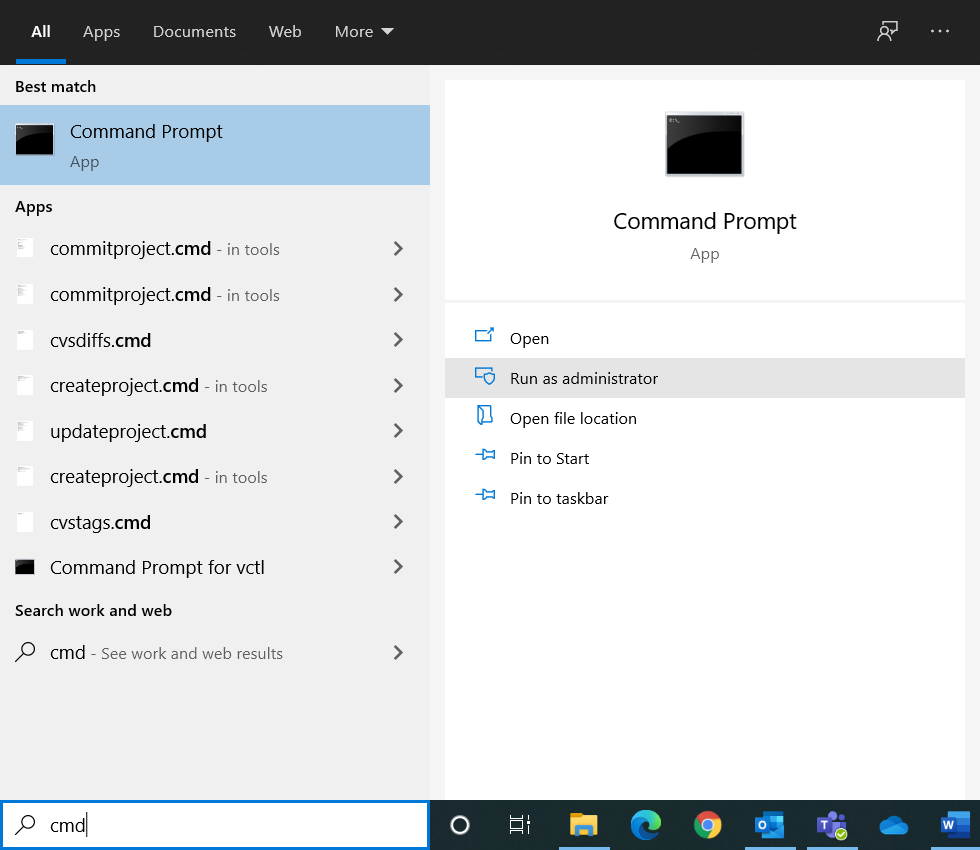 All Apps Documents Web More
Best match
Command Prompt
App
Apps
commitproject.cmd - in tools
commitproject.cmd - in tools
cvsdiffs.cmd
createproject.cmd - in tools
updateproject.cmd
createproject.cmd - in tools
cvstags.cmd
Command Prompt for vctl
Search work and web
cmd - See work and web results
Command Prompt
App
Open
Run as administrator
Open file location
Pin to Start
Pin to taskbar
cmd